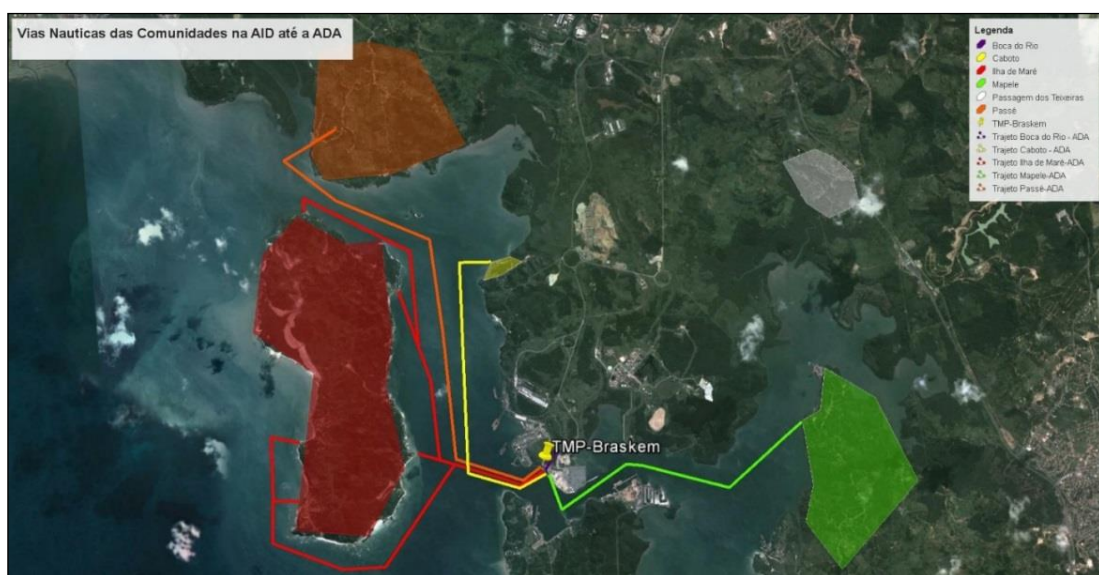 Vias Nauticas das Comunidades na AID até a ADA
Legenda
Boca do Rio
Caboto
Ilha de Maré
Mapele
Passagem dos Teixeiras
Passé
TMP-Braskem
Trajeto Boca do Rio - ADA
Trajeto Caboto - ADA
Trajeto Ilha de Maré-ADA
Trajeto Mapele-ADA
Trajeto Passé-ADA
TMP-Braskem